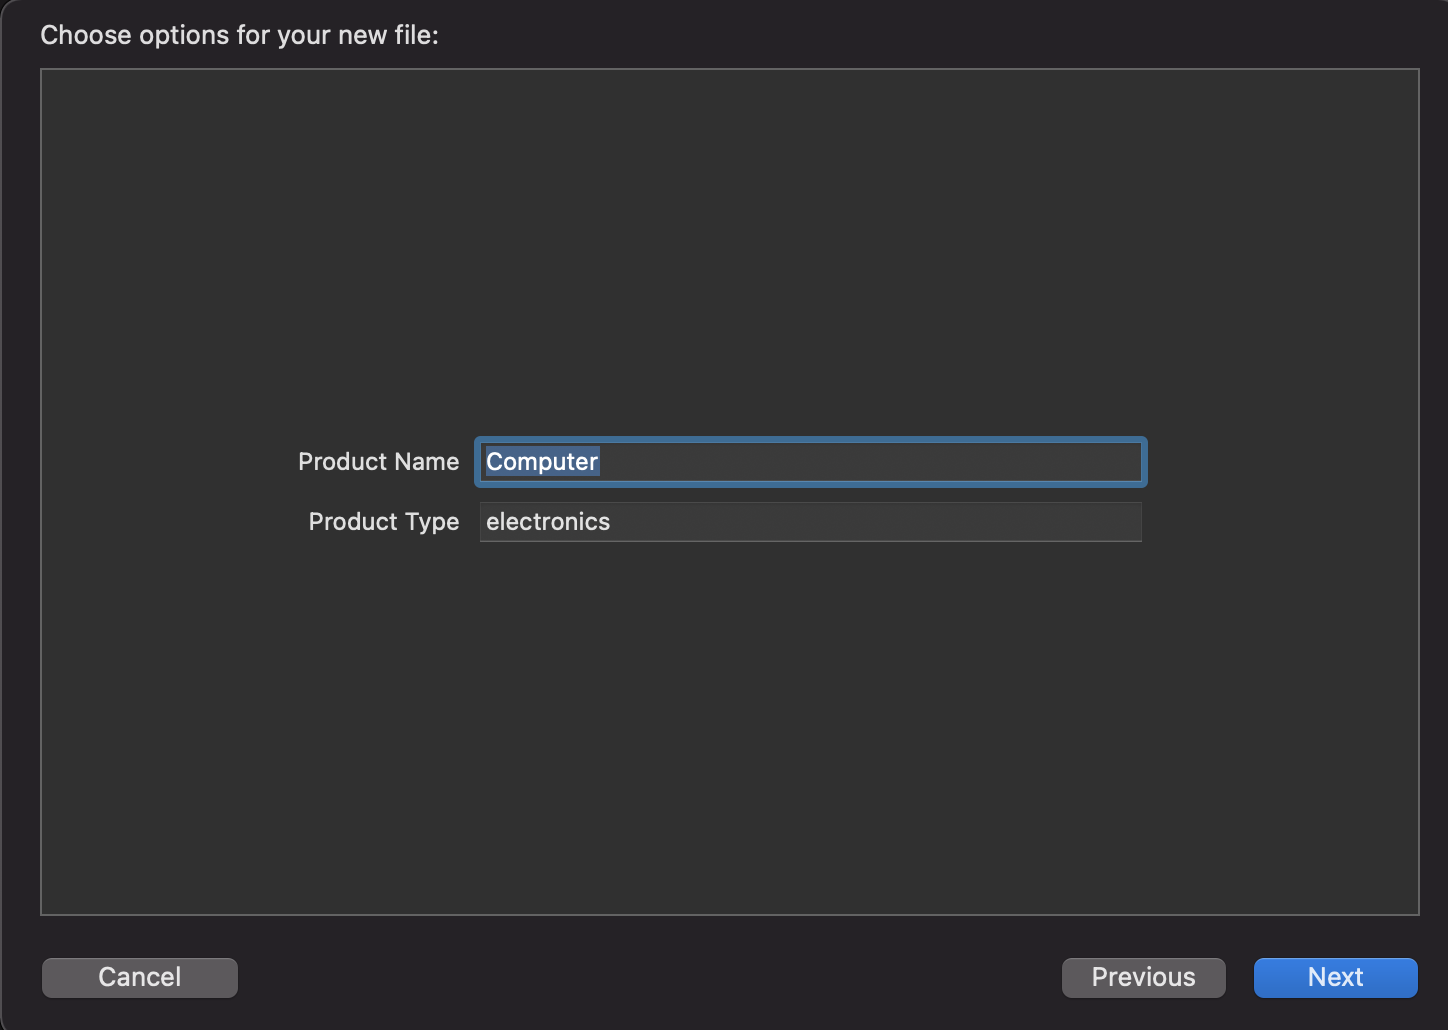 Choose options for your new file:
Product Name Computer
Product Type electronics
Cancel Previous Next